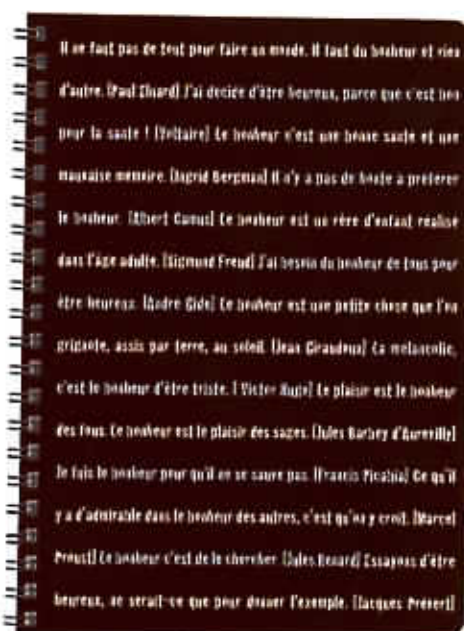 Il ne faut pas de tout pour faire un monde. Il faut du bonheur et rien
d'autre. [Paul Eluard] J'ai décidé d'être heureux, parce que c'est bon
pour la santé ! [Voltaire] Le bonheur c'est une bonne santé et une
mauvaise mémoire. [Ingrid Bergman] Il n'y a pas de honte à préférer
le bonheur. [Albert Camus] Le bonheur est un rêve d'enfant réalisé
dans l'âge adulte. [Sigmund Freud] J'ai besoin du bonheur de tous pour
être heureux. [André Gide] Le bonheur est une petite chose que l'on
grignote, assis par terre, au soleil. [Jean Giraudoux] La mélancolie,
c'est le bonheur d'être triste. [Victor Hugo] Le plaisir est le bonheur
des fous. Le bonheur est le plaisir des sages. [Jules Barbey d'Aurevilly]
Je fuis le bonheur pour qu'il ne se sauve pas. [Francis Picabia] Ce qu'il
y a d'admirable dans le bonheur des autres, c'est qu'on y croit. [Marcel
Proust] Le bonheur c'est de le chercher. [Jules Renard] Essayons d'être
heureux, ne serait-ce que pour donner l'exemple. [Jacques Prévert]